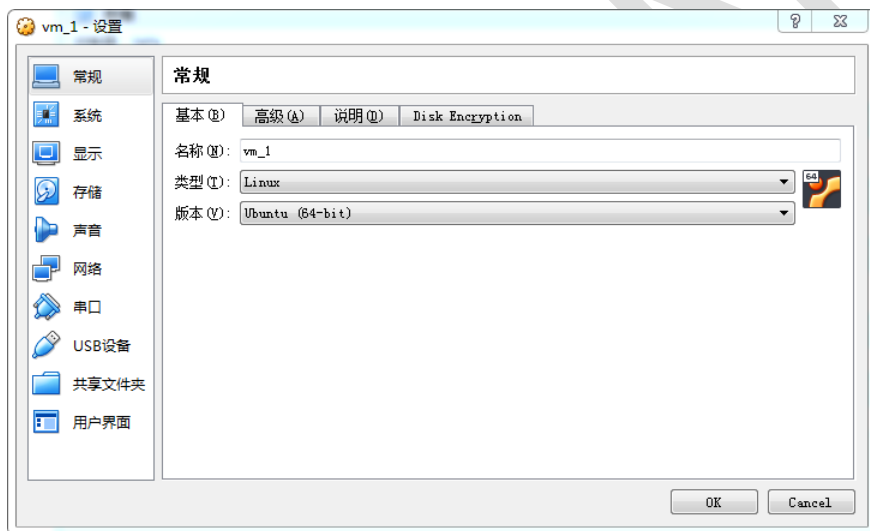 vm_1 - 设置
常规
系统
显示
存储
声音
网络
串口
USB设备
共享文件夹
用户界面
常规
基本(B) 高级(A) 说明(D) Disk Encryption
名称(N): vm_1
类型(T): Linux
64
版本(V): Ubuntu (64-bit)
OK Cancel